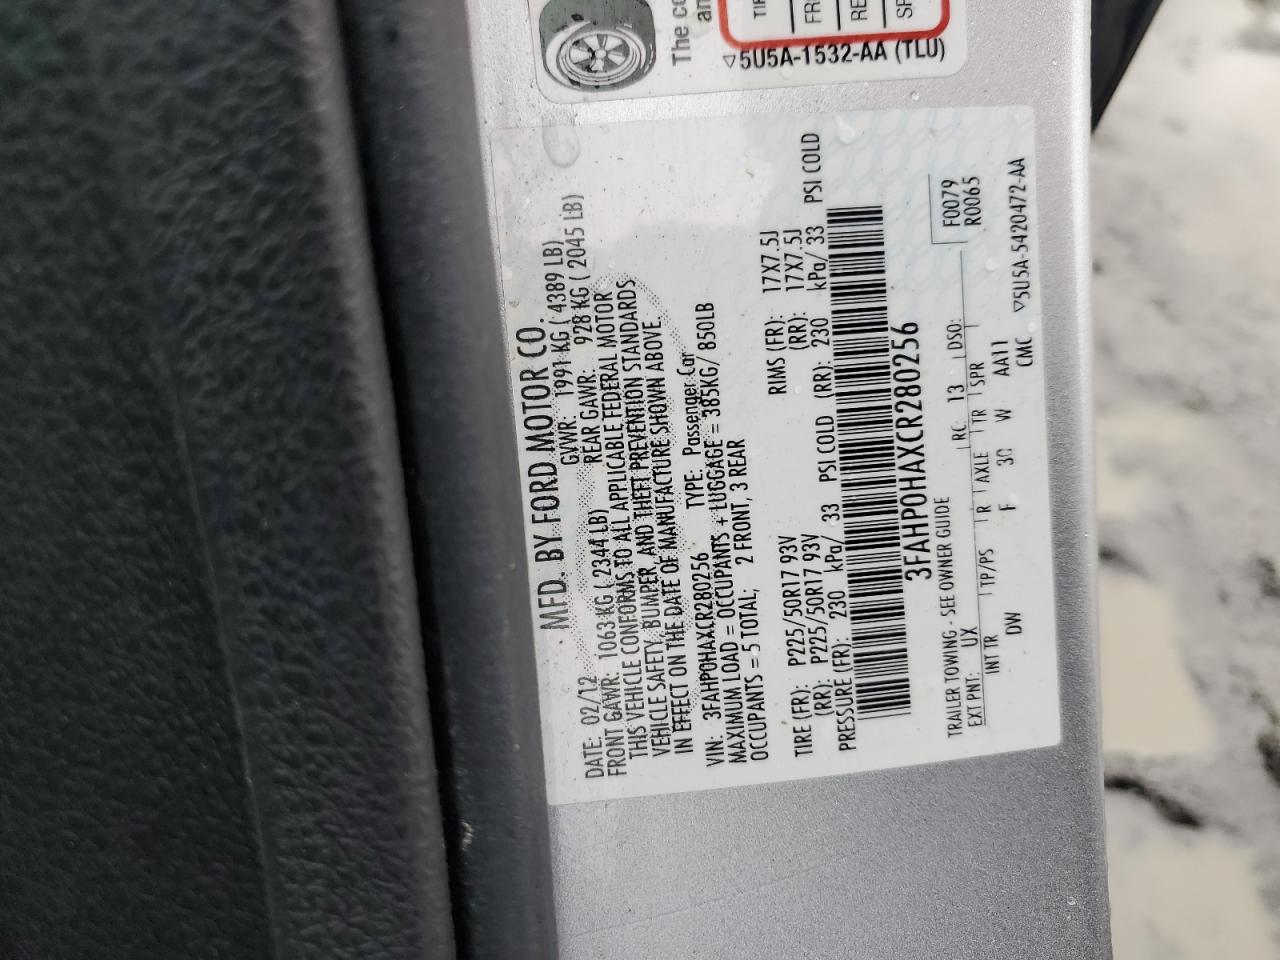 The
TIR
FR
RE
SP
▽5U5A-1532-AA (TLU)
MFD. BY FORD MOTOR CO.
DATE: 02/12 GVWR: 1991 KG ( 4389 LB)
FRONT GAWR: 1063 KG ( 2344 LB) REAR GAWR: 928 KG ( 2045 LB)
THIS VEHICLE CONFORMS TO ALL APPLICABLE FEDERAL MOTOR
VEHICLE SAFETY, BUMPER, AND THEFT PREVENTION STANDARDS
IN EFFECT ON THE DATE OF MANUFACTURE SHOWN ABOVE.
VIN: 3FAHP0HAXCR280256 TYPE: Passenger Car
MAXIMUM LOAD = OCCUPANTS + LUGGAGE = 385KG/ 850LB
OCCUPANTS = 5 TOTAL; 2 FRONT, 3 REAR
TIRE (FR): P225/50R17 93V RIMS (FR): 17X7.5J
(RR): P225/50R17 93V (RR): 17X7.5J
PRESSURE (FR): 230 kPa/ 33 PSI COLD (RR): 230 kPa/ 33 PSI COLD
3FAHP0HAXCR280256
TRAILER TOWING - SEE OWNER GUIDE F0079
EXT PNT: UX RC: 13 DSO: R0065
INT TR TP/PS R AXLE TR SPR
DW F 30 W AA11
CMC ▽5U5A-5420472-AA